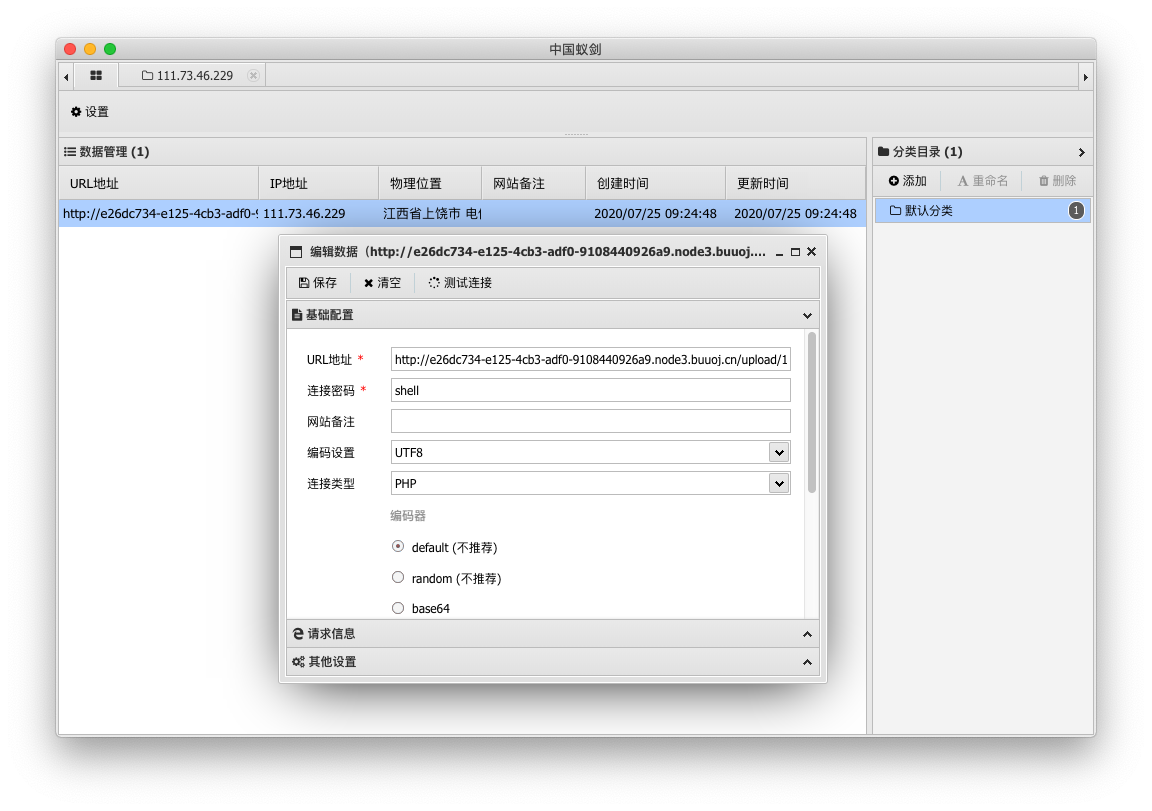 中国蚁剑
111.73.46.229
设置
数据管理 (1)
URL地址 IP地址 物理位置 网站备注 创建时间 更新时间
http://e26dc734-e125-4cb3-adf0-9 111.73.46.229 江西省上饶市 电信 2020/07/25 09:24:48 2020/07/25 09:24:48
分类目录 (1)
添加 重命名 删除
默认分类 1
编辑数据 (http://e26dc734-e125-4cb3-adf0-9108440926a9.node3.buuoj....
保存 清空 测试连接
基础配置
URL地址 * http://e26dc734-e125-4cb3-adf0-9108440926a9.node3.buuoj.cn/upload/1
连接密码 * shell
网站备注
编码设置 UTF8
连接类型 PHP
编码器
default (不推荐)
random (不推荐)
base64
请求信息
其他设置